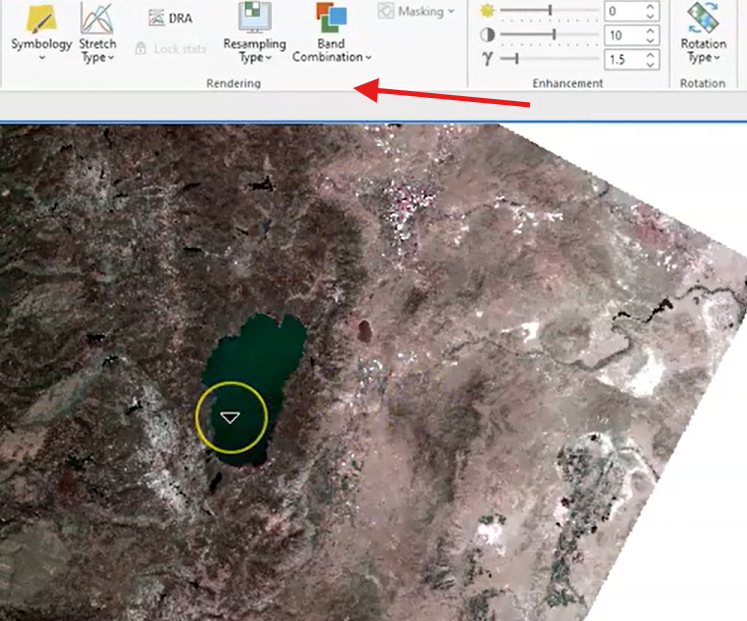 Symbology
Stretch
Type
DRA
Lock stats
Resampling
Type
Band
Combination
Masking
Rendering
0
10
γ
1.5
Enhancement
Rotation
Type
Rotation